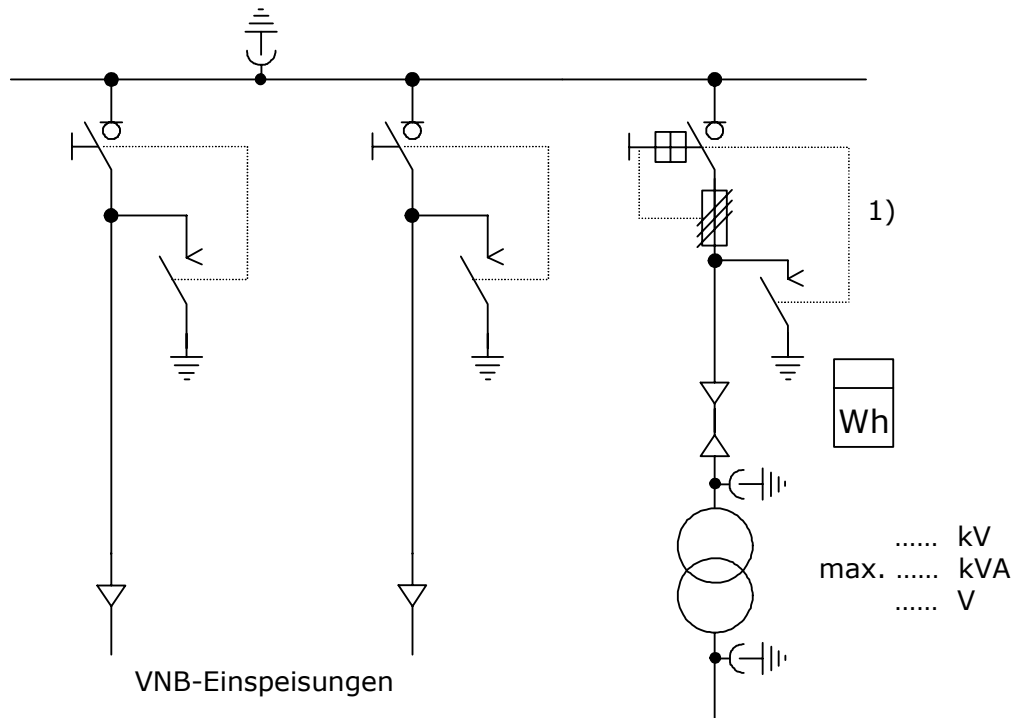 1)
Wh
...... kV
max. ...... kVA
...... V
VNB-Einspeisungen